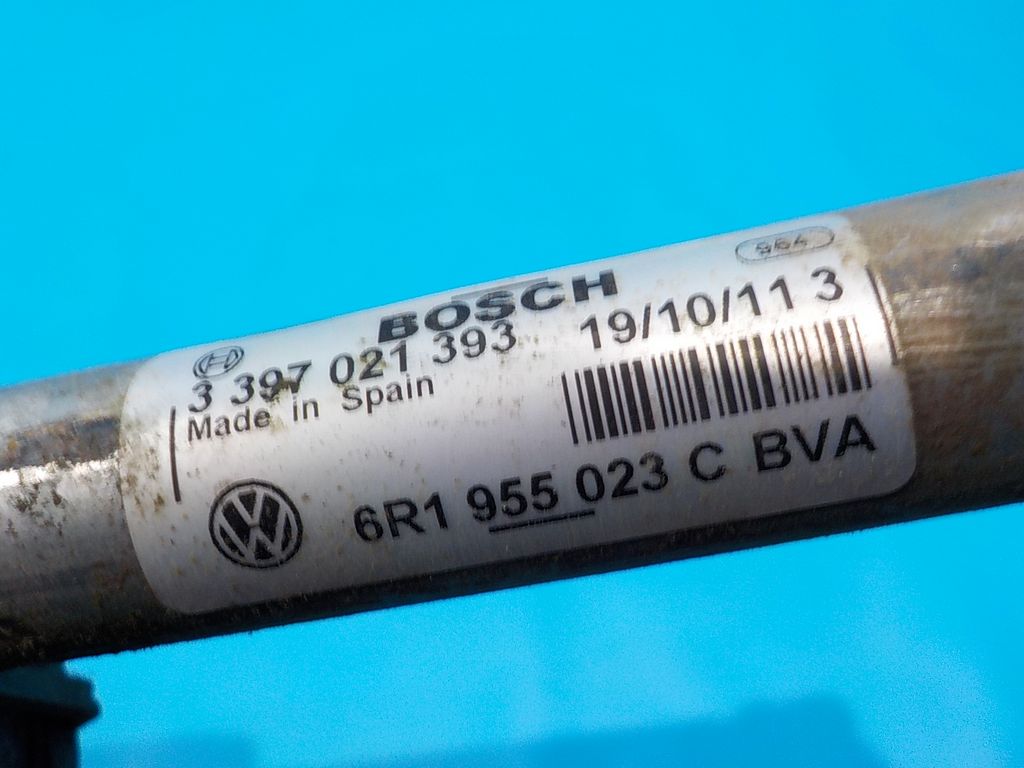 964
BOSCH
3 397 021 393 19/10/11 3
Made in Spain
6R1 955 023 C BVA